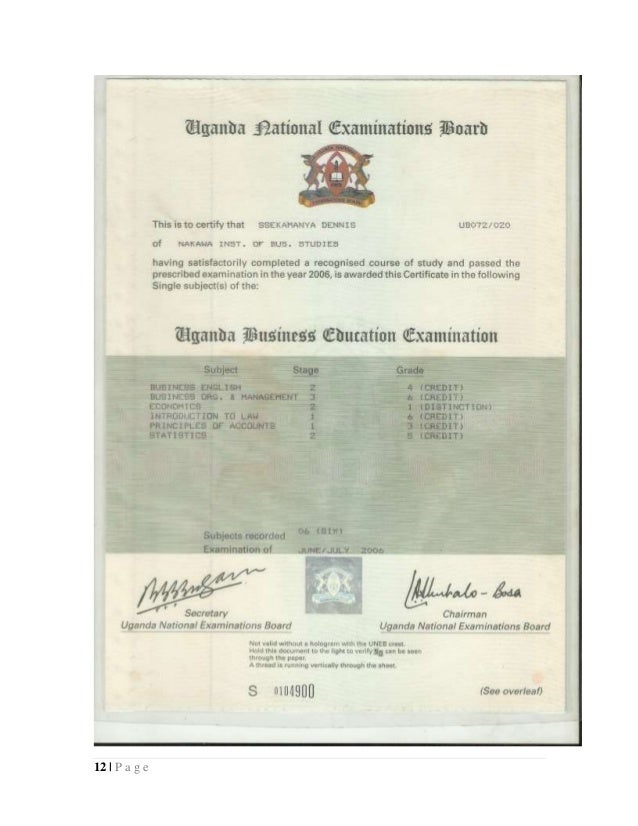 Uganda National Examinations Board
This is to certify that SSEKAMANYA DENNIS UB072/020
of NAKAWA INST. OF BUS. STUDIES
having satisfactorily completed a recognised course of study and passed the
prescribed examination in the year 2006, is awarded this Certificate in the following
Single subject(s) of the:
Uganda Business Education Examination
Subject Stage Grade
BUSINESS ENGLISH 2 4 (CREDIT)
BUSINESS ORG. & MANAGEMENT 3 6 (CREDIT)
ECONOMICS 2 1 (DISTINCTION)
INTRODUCTION TO LAW 1 6 (CREDIT)
PRINCIPLES OF ACCOUNTS 1 3 (CREDIT)
STATISTICS 2 5 (CREDIT)
Subjects recorded 06 (SIX)
Examination of JUNE/JULY 2006
Secretary
Uganda National Examinations Board
Chairman
Uganda National Examinations Board
Not valid without a hologram with the UNEB crest.
Hold this document to the light to verify can be seen
through the paper.
A thread is running vertically through the sheet.
S 0104900
(See overleaf)
12 | P a g e